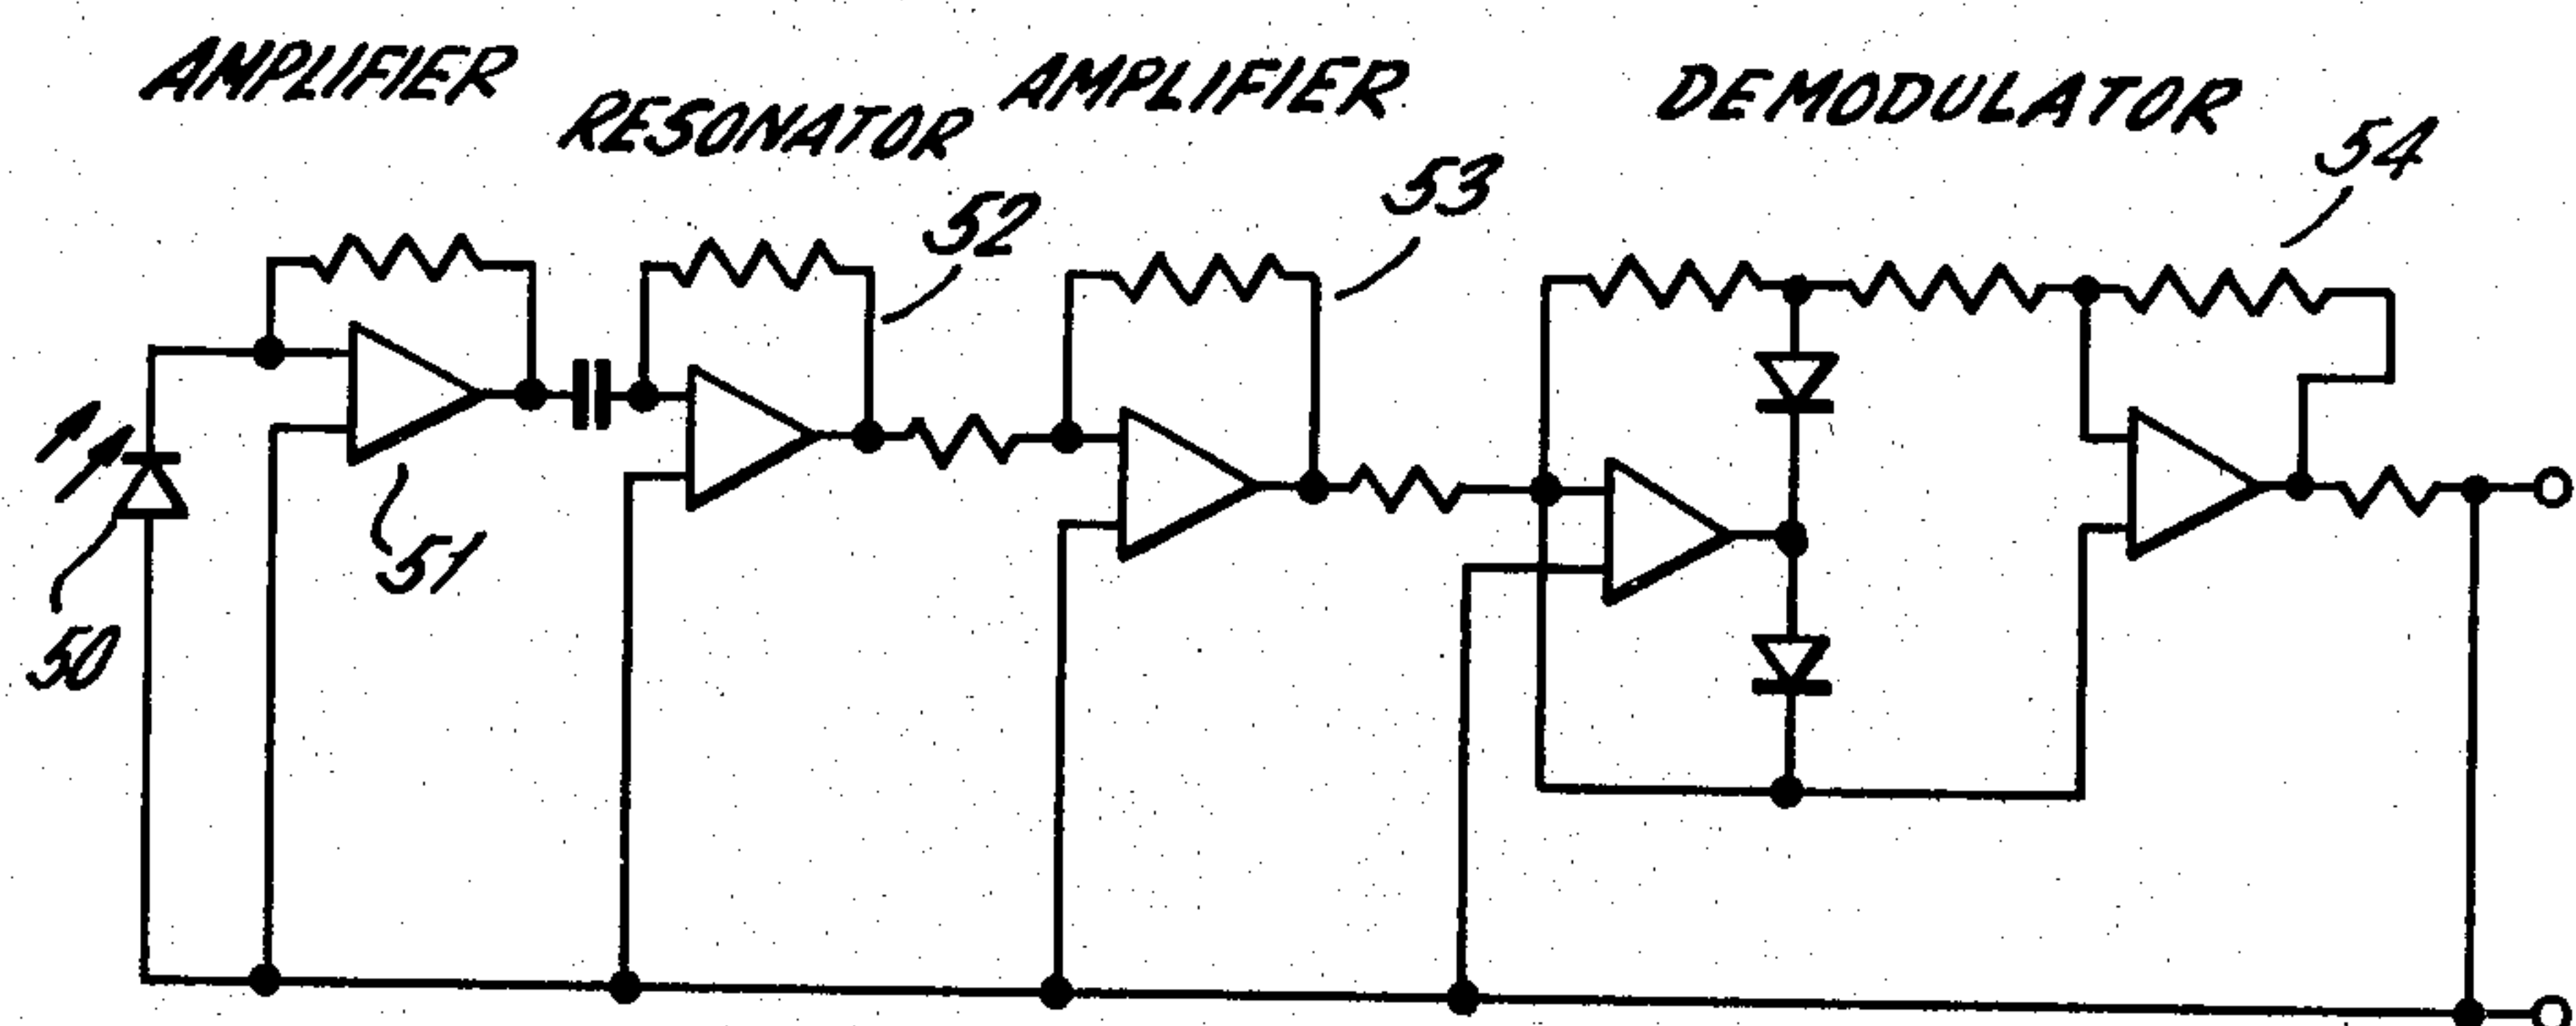 AMPLIFIER
RESONATOR
AMPLIFIER
DEMODULATOR
50
51
52
53
54